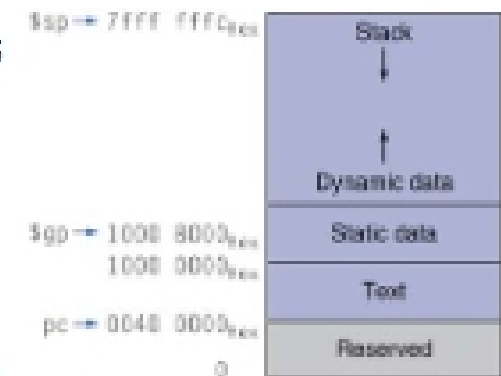 $sp → 7fff fffc hex
Stack
Dynamic data
$gp → 1000 8000 hex
Static data
1000 0000 hex
Text
pc → 0040 0000 hex
Reserved
0